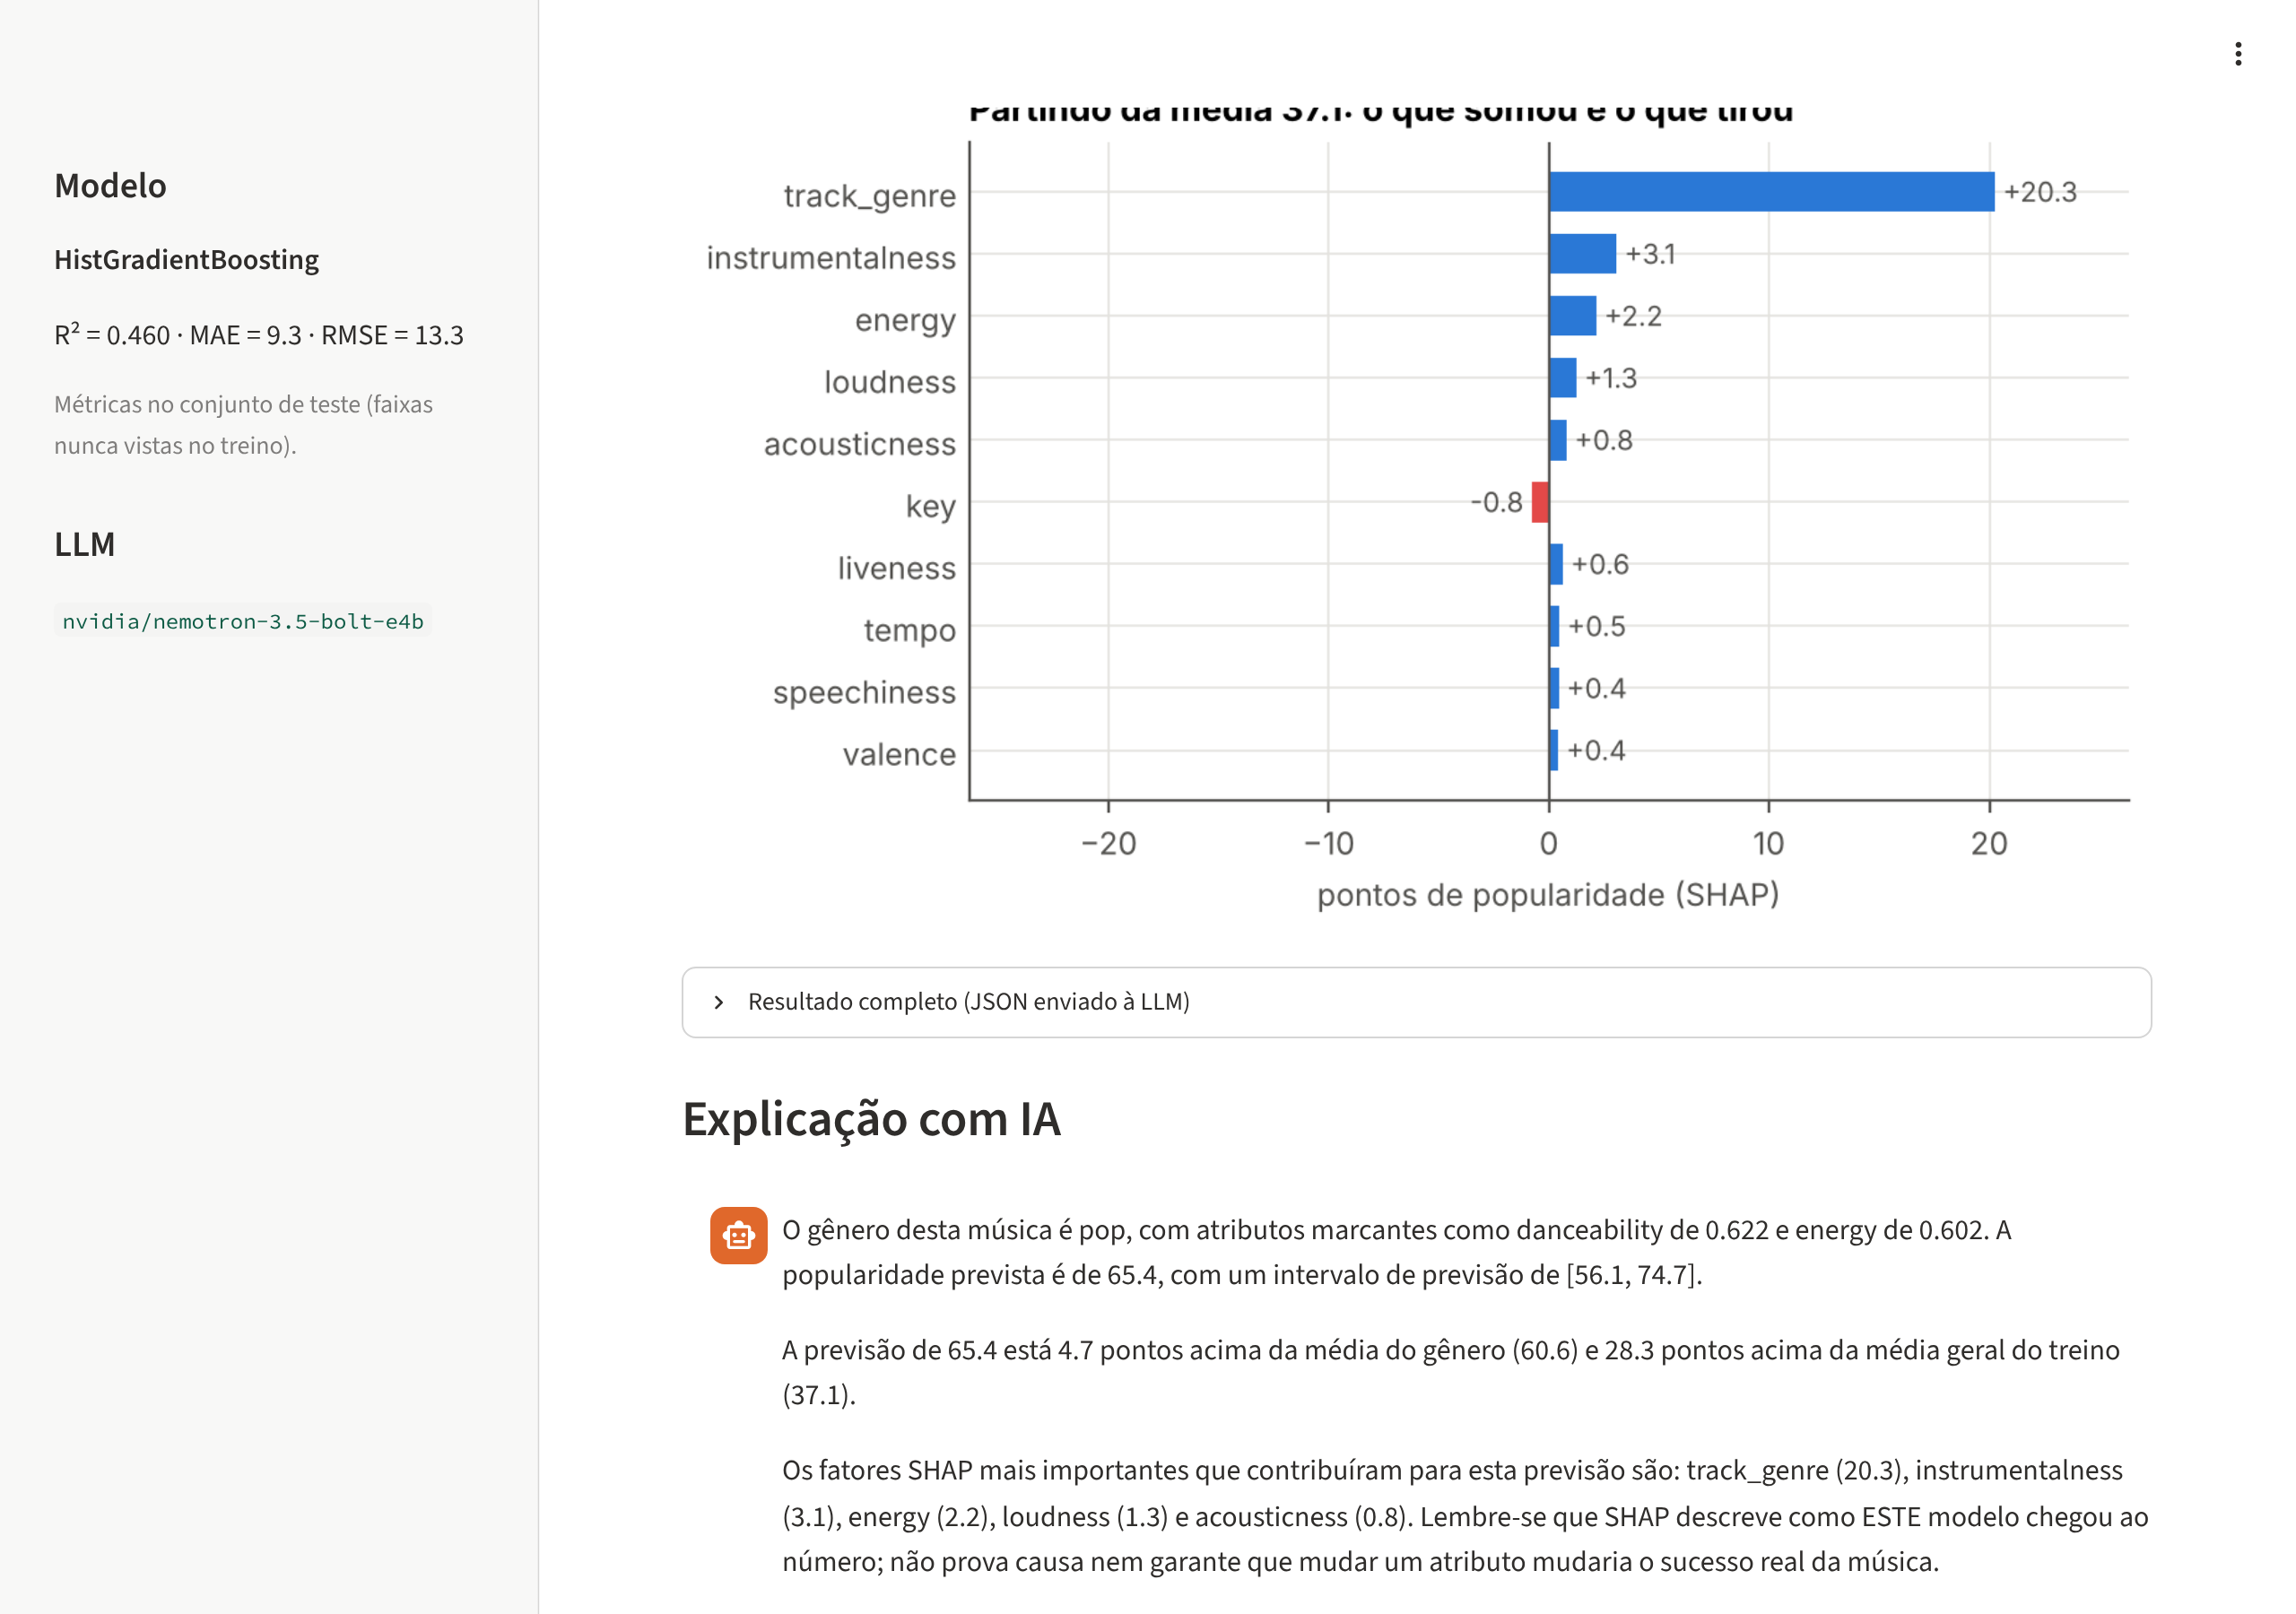 Modelo
HistGradientBoosting
R² = 0.460 · MAE = 9.3 · RMSE = 13.3
Métricas no conjunto de teste (faixas
nunca vistas no treino).
LLM
nvidia/nemotron-3.5-bolt-e4b
Partindo da média 37.1: o que somou e o que tirou
track_genre +20.3
instrumentalness +3.1
energy +2.2
loudness +1.3
acousticness +0.8
key -0.8
liveness +0.6
tempo +0.5
speechiness +0.4
valence +0.4
−20 −10 0 10 20
pontos de popularidade (SHAP)
Resultado completo (JSON enviado à LLM)
Explicação com IA
O gênero desta música é pop, com atributos marcantes como danceability de 0.622 e energy de 0.602. A
popularidade prevista é de 65.4, com um intervalo de previsão de [56.1, 74.7].
A previsão de 65.4 está 4.7 pontos acima da média do gênero (60.6) e 28.3 pontos acima da média geral do treino
(37.1).
Os fatores SHAP mais importantes que contribuíram para esta previsão são: track_genre (20.3), instrumentalness
(3.1), energy (2.2), loudness (1.3) e acousticness (0.8). Lembre-se que SHAP descreve como ESTE modelo chegou ao
número; não prova causa nem garante que mudar um atributo mudaria o sucesso real da música.